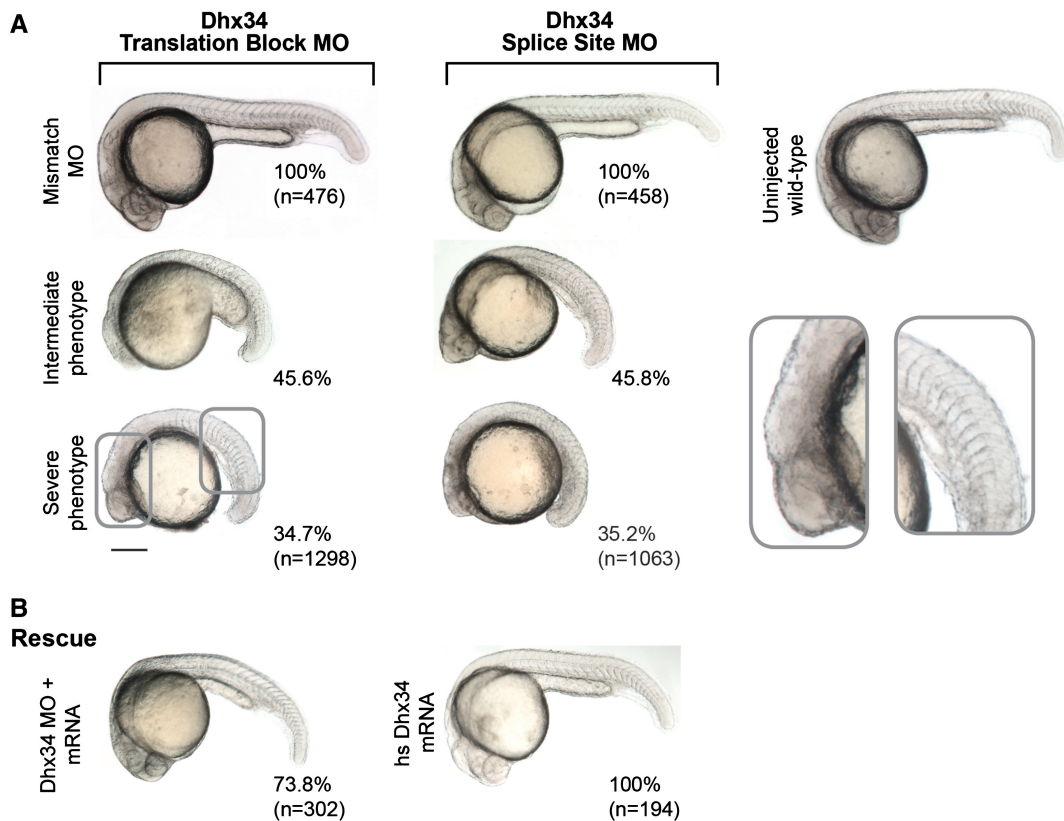 A
Dhx34
Translation Block MO
Dhx34
Splice Site MO
Mismatch
MO
100%
(n=476)
100%
(n=458)
Uninjected
wild-type
Intermediate
phenotype
45.6%
45.8%
Severe
phenotype
34.7%
(n=1298)
35.2%
(n=1063)
B
Rescue
Dhx34 MO +
mRNA
73.8%
(n=302)
hs Dhx34
mRNA
100%
(n=194)